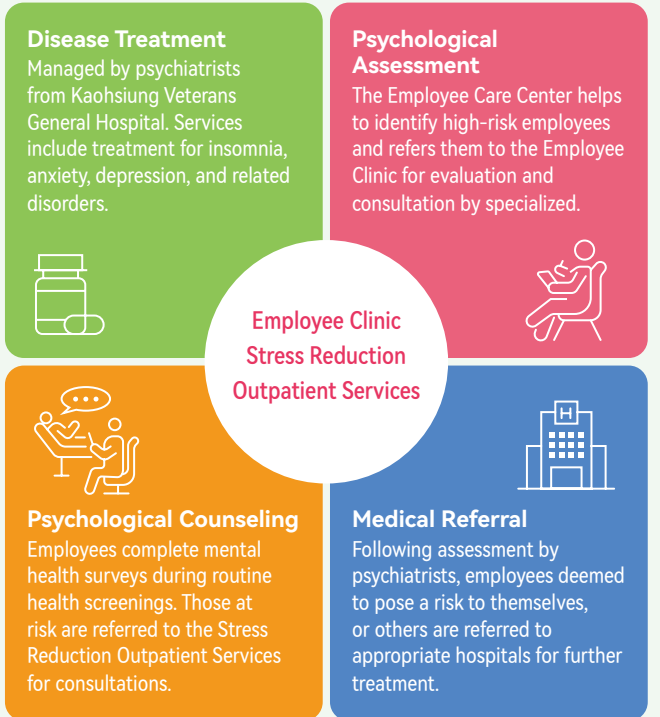 Disease Treatment
Managed by psychiatrists
from Kaohsiung Veterans
General Hospital. Services
include treatment for insomnia,
anxiety, depression, and related
disorders.
Psychological
Assessment
The Employee Care Center helps
to identify high-risk employees
and refers them to the Employee
Clinic for evaluation and
consultation by specialized.
Employee Clinic
Stress Reduction
Outpatient Services
Psychological Counseling
Employees complete mental
health surveys during routine
health screenings. Those at
risk are referred to the Stress
Reduction Outpatient Services
for consultations.
H
Medical Referral
Following assessment by
psychiatrists, employees deemed
to pose a risk to themselves,
or others are referred to
appropriate hospitals for further
treatment.